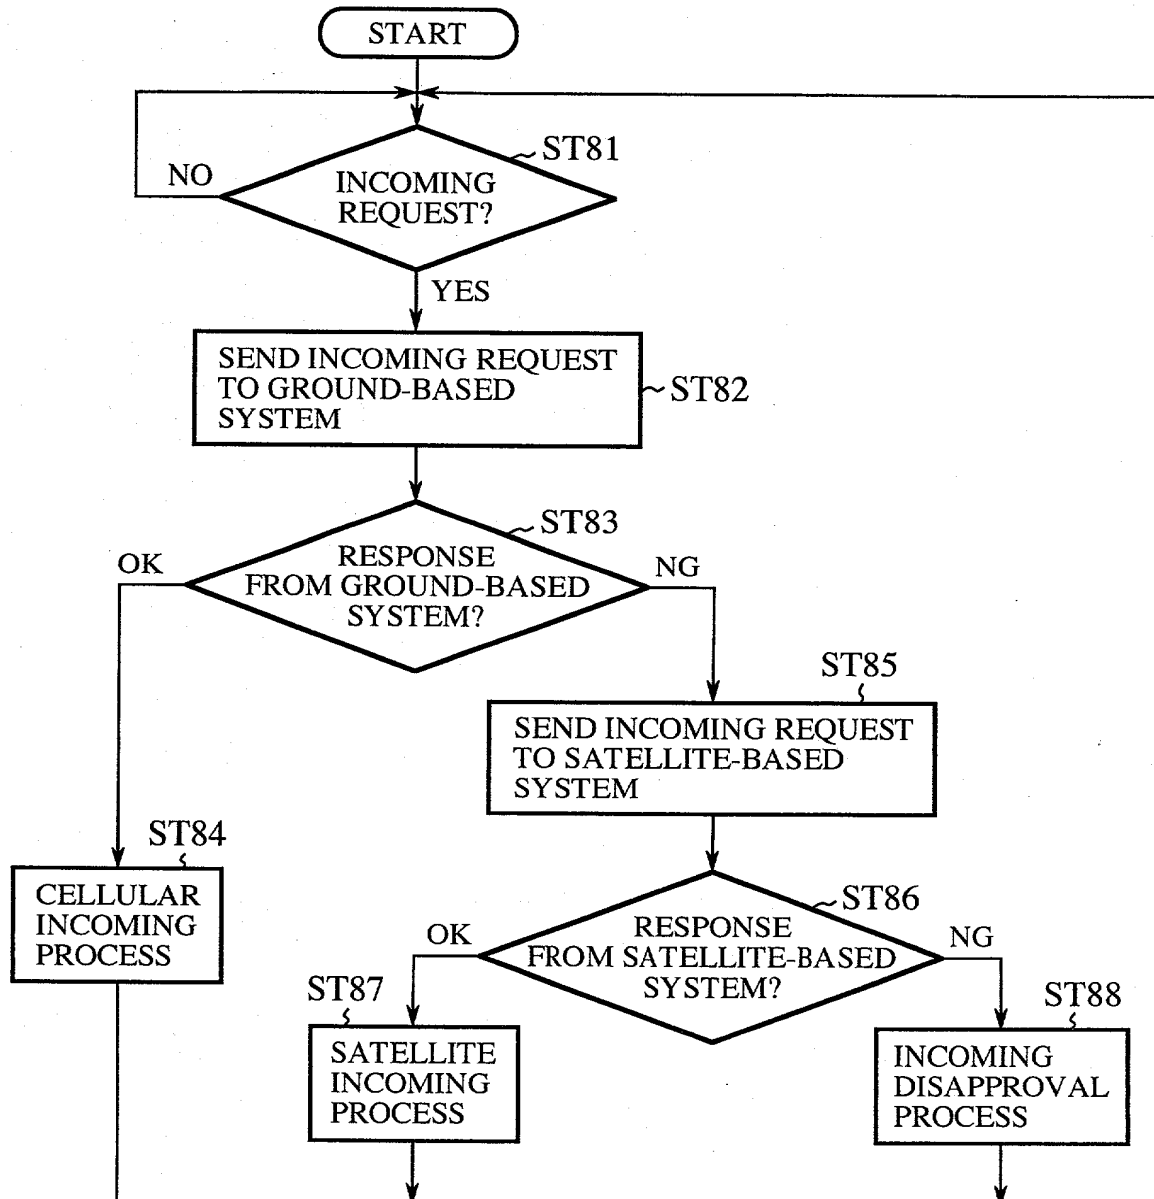 START
ST81
NO
INCOMING
REQUEST?
YES
SEND INCOMING REQUEST
TO GROUND-BASED
SYSTEM
ST82
ST83
OK
RESPONSE
FROM GROUND-BASED
SYSTEM?
NG
ST85
SEND INCOMING REQUEST
TO SATELLITE-BASED
SYSTEM
ST84
CELLULAR
INCOMING
PROCESS
ST86
OK
RESPONSE
FROM SATELLITE-BASED
SYSTEM?
NG
ST87
SATELLITE
INCOMING
PROCESS
ST88
INCOMING
DISAPPROVAL
PROCESS